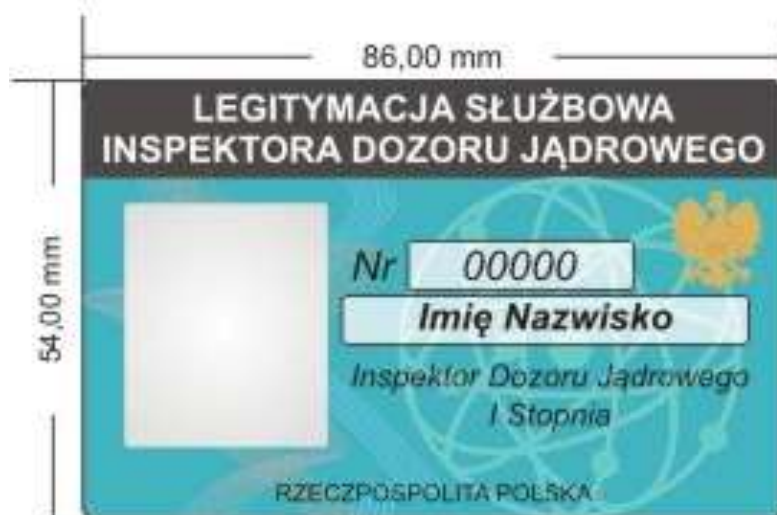 86,00 mm
LEGITYMACJA SŁUŻBOWA
INSPEKTORA DOZORU JĄDROWEGO
54,00 mm
Nr 00000
Imię Nazwisko
Inspektor Dozoru Jądrowego
I Stopnia
RZECZPOSPOLITA POLSKA